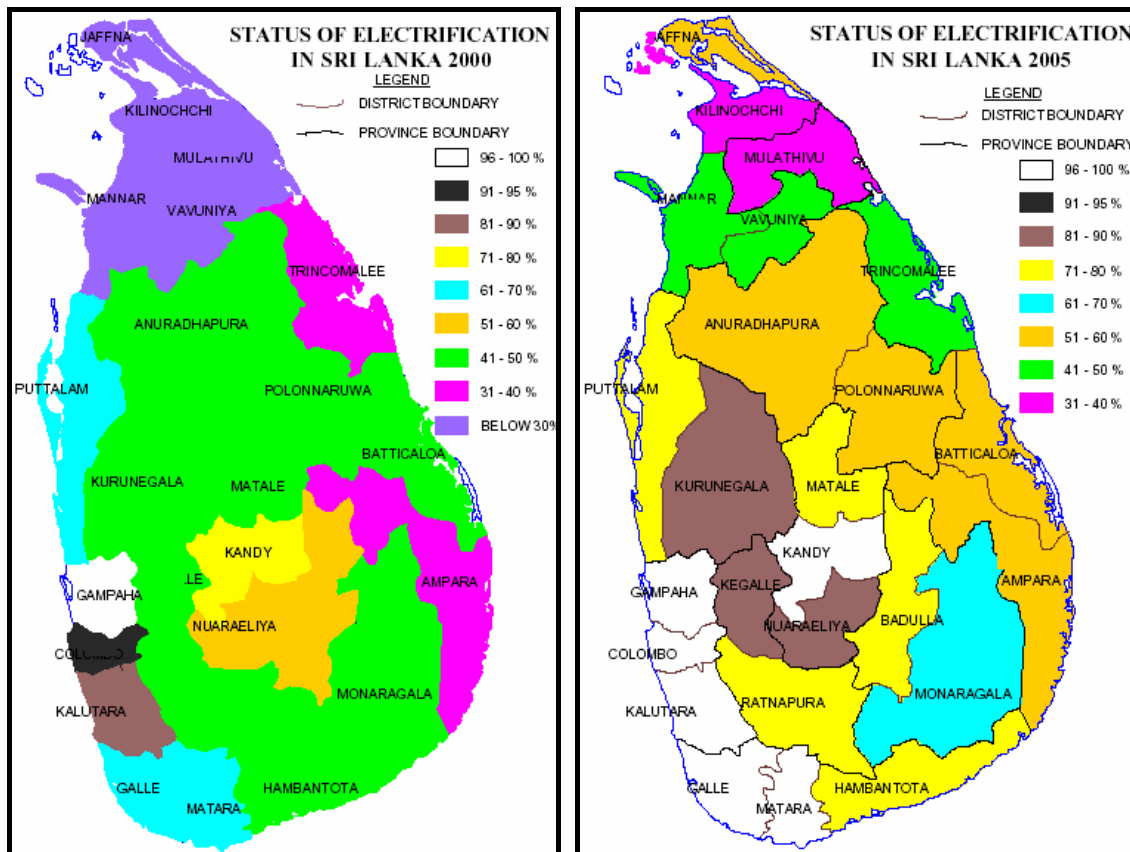 STATUS OF ELECTRIFICATION
IN SRI LANKA 2000
LEGEND
DISTRICT BOUNDARY
PROVINCE BOUNDARY
96 - 100 %
91 - 95 %
81 - 90 %
71 - 80 %
61 - 70 %
51 - 60 %
41 - 50 %
31 - 40 %
BELOW 30%
JAFFNA
KILINOCHCHI
MULATHIVU
MANNAR
VAVUNIYA
TRINCOMALEE
ANURADHAPURA
PUTTALAM
POLONNARUWA
BATTICALOA
KURUNEGALA
MATALE
KANDY
LLE
AMPARA
GAMPAHA
NUARAELIYA
COLOMBO
MONARAGALA
KALUTARA
GALLE
HAMBANTOTA
MATARA
STATUS OF ELECTRIFICATION
IN SRI LANKA 2005
LEGEND
DISTRICT BOUNDARY
PROVINCE BOUNDARY
96 - 100 %
91 - 95 %
81 - 90 %
71 - 80 %
61 - 70 %
51 - 60 %
41 - 50 %
31 - 40 %
AFFNA
KILINOCHCHI
MULATHIVU
MANNAR
VAVUNIYA
TRINCOMALEE
ANURADHAPURA
PUTTALAM
POLONNARUWA
BATTICALOA
KURUNEGALA
MATALE
KANDY
AMPARA
GAMPAHA
KEGALLE
BADULLA
NUARAELIYA
COLOMBO
MONARAGALA
RATNAPURA
KALUTARA
GALLE
HAMBANTOTA
MATARA